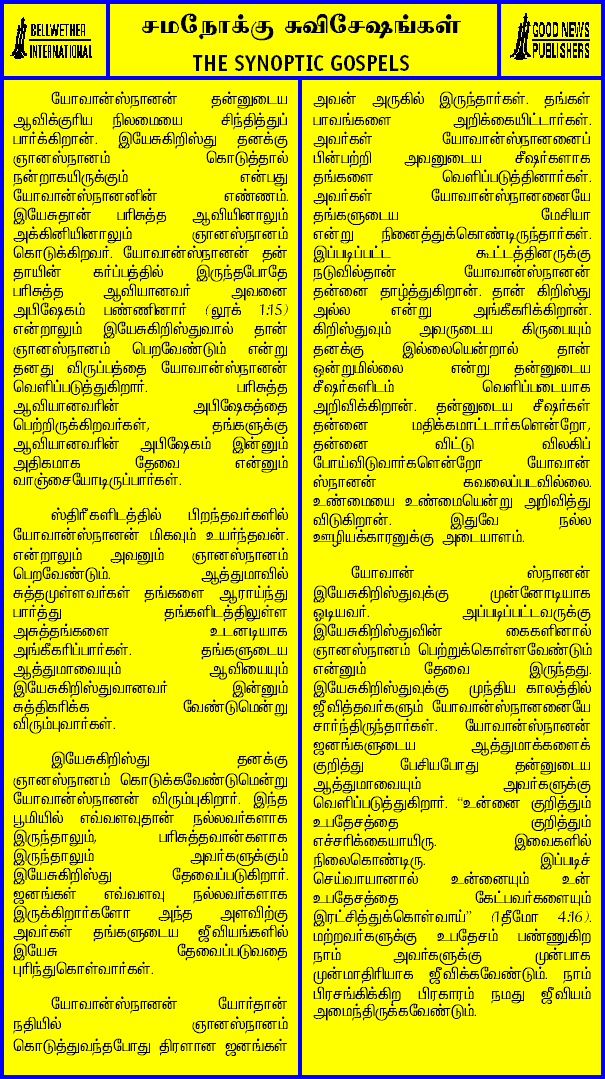 BELLWETHER
INTERNATIONAL
சமநோக்கு சுவிசேஷங்கள்
THE SYNOPTIC GOSPELS
GOOD NEWS
PUBLISHERS
யோவான்ஸ்நானன் தன்னுடைய
ஆவிக்குரிய நிலமையை சிந்தித்துப்
பார்க்கிறான். இயேசுகிறிஸ்து தனக்கு
ஞானஸ்நானம் கொடுத்தால்
நன்றாகயிருக்கும் என்பது
யோவான்ஸ்நானனின் எண்ணம்.
இயேசுதான் பரிசுத்த ஆவியினாலும்
அக்கினியினாலும் ஞானஸ்நானம்
கொடுக்கிறவர். யோவான்ஸ்நானன் தன்
தாயின் கர்ப்பத்தில் இருந்தபோதே
பரிசுத்த ஆவியானவர் அவனை
அபிஷேகம் பண்ணினார் (லூக் 1:15)
என்றாலும் இயேசுகிறிஸ்துவால் தான்
ஞானஸ்நானம் பெறவேண்டும் என்று
தனது விருப்பத்தை யோவான்ஸ்நானன்
வெளிப்படுத்துகிறார். பரிசுத்த
ஆவியானவரின் அபிஷேகத்தை
பெற்றிருக்கிறவர்கள், தங்களுக்கு
ஆவியானவரின் அபிஷேகம் இன்னும்
அதிகமாக தேவை என்னும்
வாஞ்சையோடிருப்பார்கள்.
ஸ்திரீகளிடத்தில் பிறந்தவர்களில்
யோவான்ஸ்நானன் மிகவும் உயர்ந்தவன்.
என்றாலும் அவனும் ஞானஸ்நானம்
பெறவேண்டும். ஆத்துமாவில்
சுத்தமுள்ளவர்கள் தங்களை ஆராய்ந்து
பார்த்து தங்களிடத்திலுள்ள
அசுத்தங்களை உடனடியாக
அங்கீகரிப்பார்கள். தங்களுடைய
ஆத்துமாவையும் ஆவியையும்
இயேசுகிறிஸ்துவானவர் இன்னும்
சுத்திகரிக்க வேண்டுமென்று
விரும்புவார்கள்.
இயேசுகிறிஸ்து தனக்கு
ஞானஸ்நானம் கொடுக்கவேண்டுமென்று
யோவான்ஸ்நானன் விரும்புகிறார். இந்த
பூமியில் எவ்வளவுதான் நல்லவர்களாக
இருந்தாலும், பரிசுத்தவான்களாக
இருந்தாலும் அவர்களுக்கும்
இயேசுகிறிஸ்து தேவைப்படுகிறார்.
ஜனங்கள் எவ்வளவு நல்லவர்களாக
இருக்கிறார்களோ அந்த அளவிற்கு
அவர்கள் தங்களுடைய ஜீவியங்களில்
இயேசு தேவைப்படுவதை
புரிந்துகொள்வார்கள்.
யோவான்ஸ்நானன் யோர்தான்
நதியில் ஞானஸ்நானம்
கொடுத்துவந்தபோது திரளான ஜனங்கள்
அவன் அருகில் இருந்தார்கள். தங்கள்
பாவங்களை அறிக்கையிட்டார்கள்.
அவர்கள் யோவான்ஸ்நானனைப்
பின்பற்றி அவனுடைய சீஷர்களாக
தங்களை வெளிப்படுத்தினார்கள்.
அவர்கள் யோவான்ஸ்நானனையே
தங்களுடைய மேசியா
என்று நினைத்துக்கொண்டிருந்தார்கள்.
இப்படிப்பட்ட கூட்டத்தினருக்கு
நடுவில்தான் யோவான்ஸ்நானன்
தன்னை தாழ்த்துகிறான். தான் கிறிஸ்து
அல்ல என்று அங்கீகரிக்கிறான்.
கிறிஸ்துவும் அவருடைய கிருபையும்
தனக்கு இல்லையென்றால் தான்
ஒன்றுமில்லை என்று தன்னுடைய
சீஷர்களிடம் வெளிப்படையாக
அறிவிக்கிறான். தன்னுடைய சீஷர்கள்
தன்னை மதிக்கமாட்டார்களென்றோ,
தன்னை விட்டு விலகிப்
போய்விடுவார்களென்றோ யோவான்
ஸ்நானன் கவலைப்படவில்லை.
உண்மையை உண்மையென்று அறிவித்து
விடுகிறான். இதுவே நல்ல
ஊழியக்காரனுக்கு அடையாளம்.
யோவான் ஸ்நானன்
இயேசுகிறிஸ்துவுக்கு முன்னோடியாக
ஓடியவர். அப்படிப்பட்டவருக்கு
இயேசுகிறிஸ்துவின் கைகளினால்
ஞானஸ்நானம் பெற்றுக்கொள்ளவேண்டும்
என்னும் தேவை இருந்தது.
இயேசுகிறிஸ்துவுக்கு முந்திய காலத்தில்
ஜீவித்தவர்களும் யோவான்ஸ்நானனையே
சார்ந்திருந்தார்கள். யோவான்ஸ்நானன்
ஜனங்களுடைய ஆத்துமாக்களைக்
குறித்து பேசியபோது தன்னுடைய
ஆத்துமாவையும் அவர்களுக்கு
வெளிப்படுத்துகிறார். "உன்னை குறித்தும்
உபதேசத்தை குறித்தும்
எச்சரிக்கையாயிரு. இவைகளில்
நிலைகொண்டிரு. இப்படிச்
செய்வாயானால் உன்னையும் உன்
உபதேசத்தை கேட்பவர்களையும்
இரட்சித்துக்கொள்வாய்" (1தீமோ 4:16).
மற்றவர்களுக்கு உபதேசம் பண்ணுகிற
நாம் அவர்களுக்கு முன்பாக
முன்மாதிரியாக ஜீவிக்கவேண்டும். நாம்
பிரசங்கிக்கிற பிரகாரம் நமது ஜீவியம்
அமைந்திருக்கவேண்டும்.